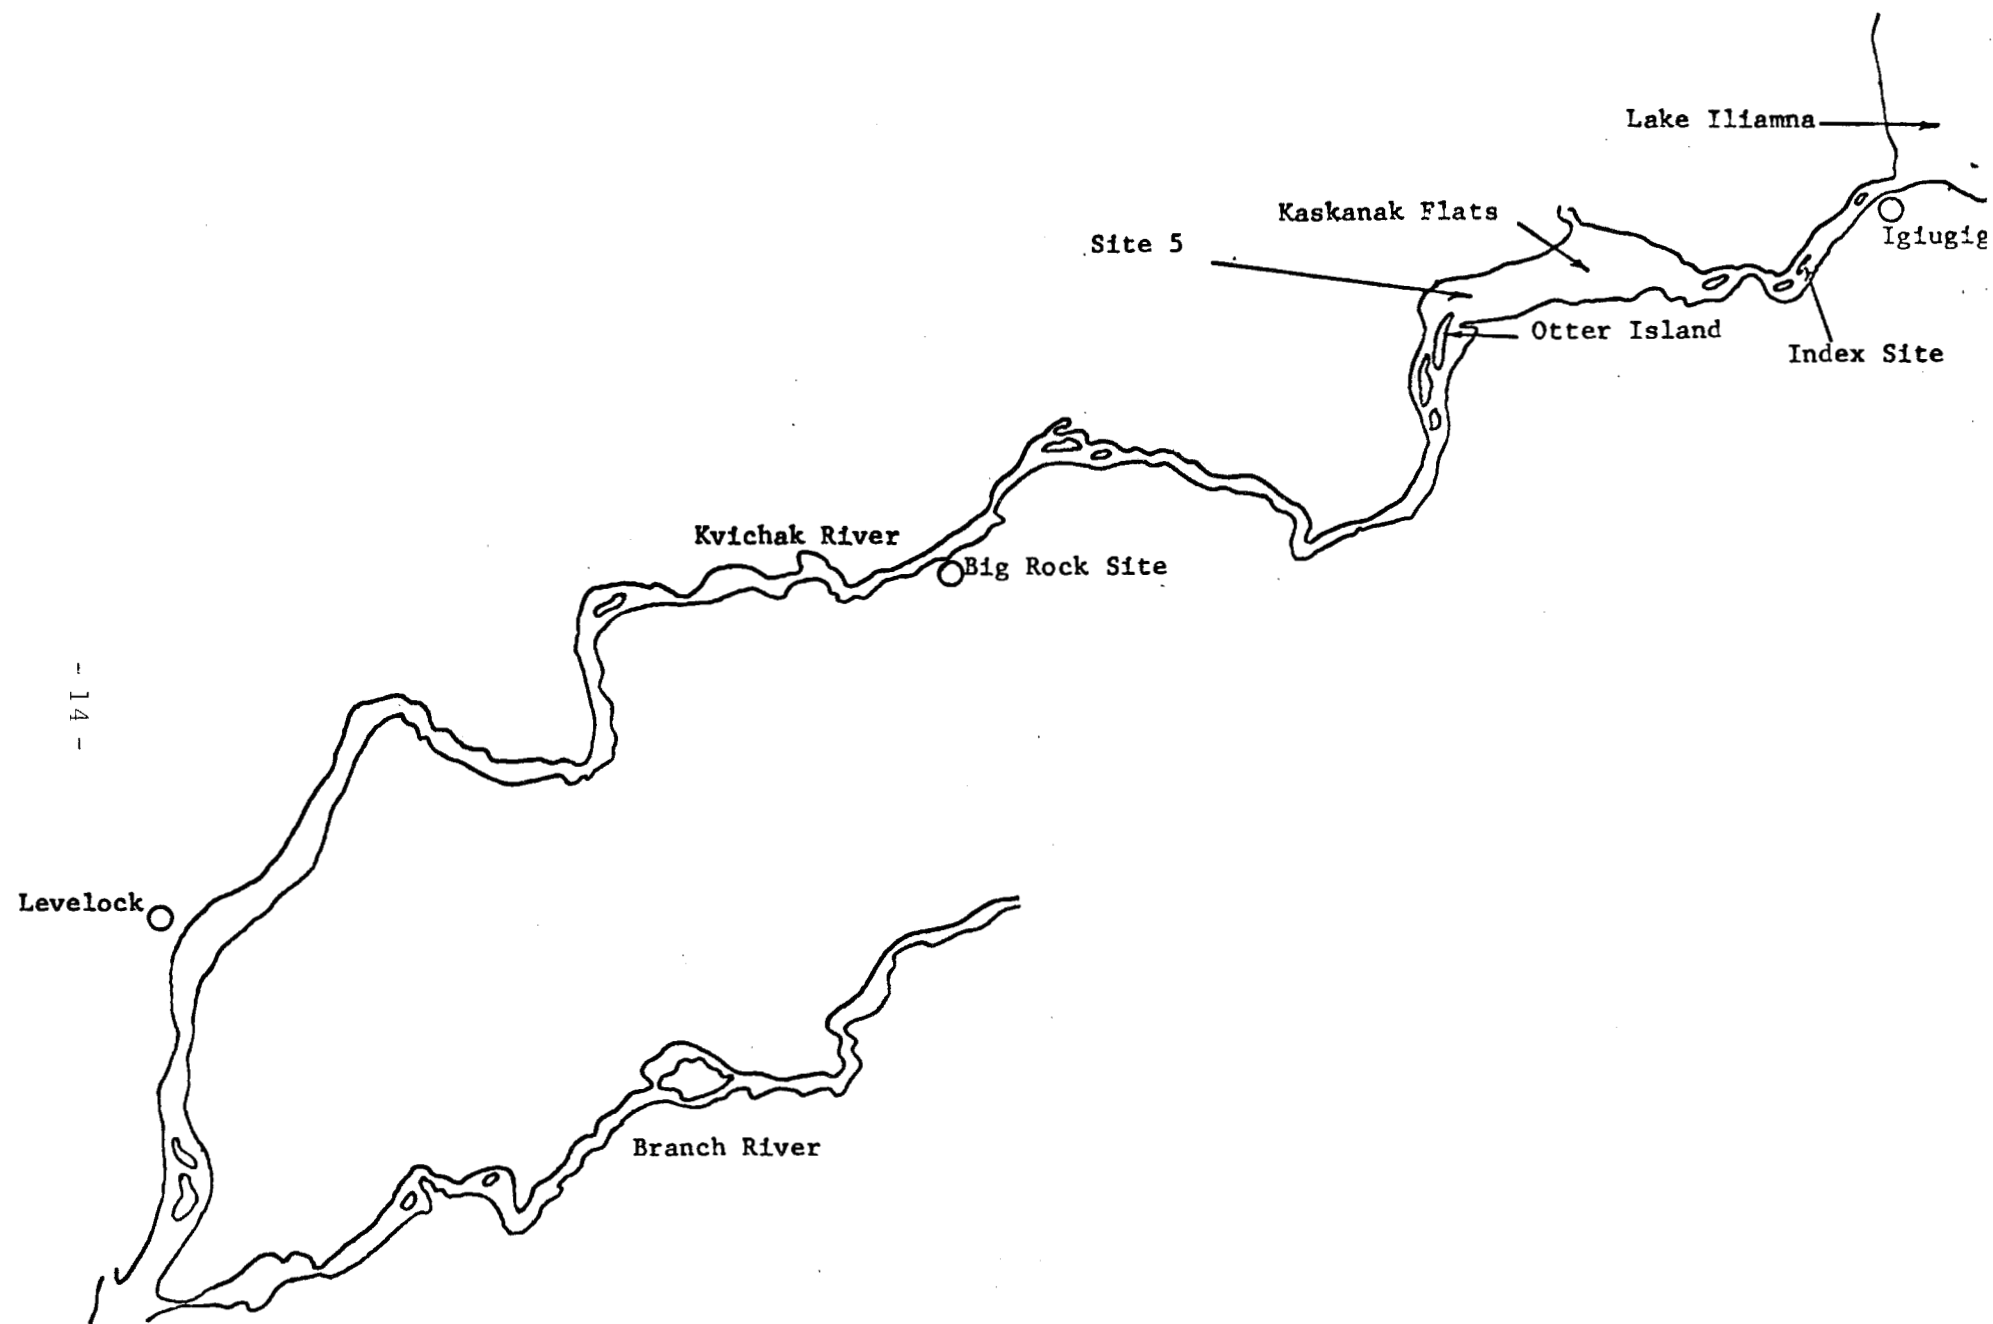 Lake Iliamna
Kaskanak Flats
Site 5
Igiugig
Otter Island
Index Site
Kvichak River
Big Rock Site
- 14 -
Levelock
Branch River